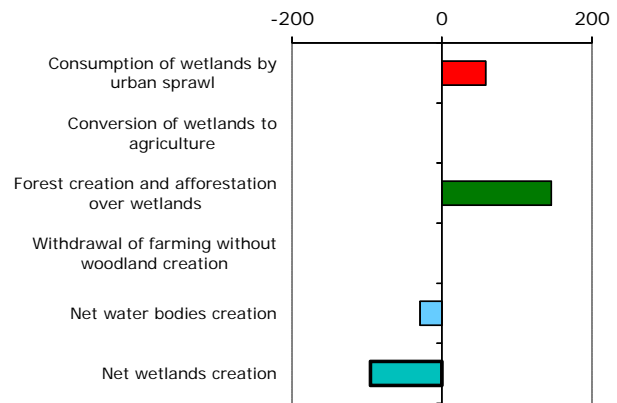 -200 0 200
Consumption of wetlands by
urban sprawl
Conversion of wetlands to
agriculture
Forest creation and afforestation
over wetlands
Withdrawal of farming without
woodland creation
Net water bodies creation
Net wetlands creation